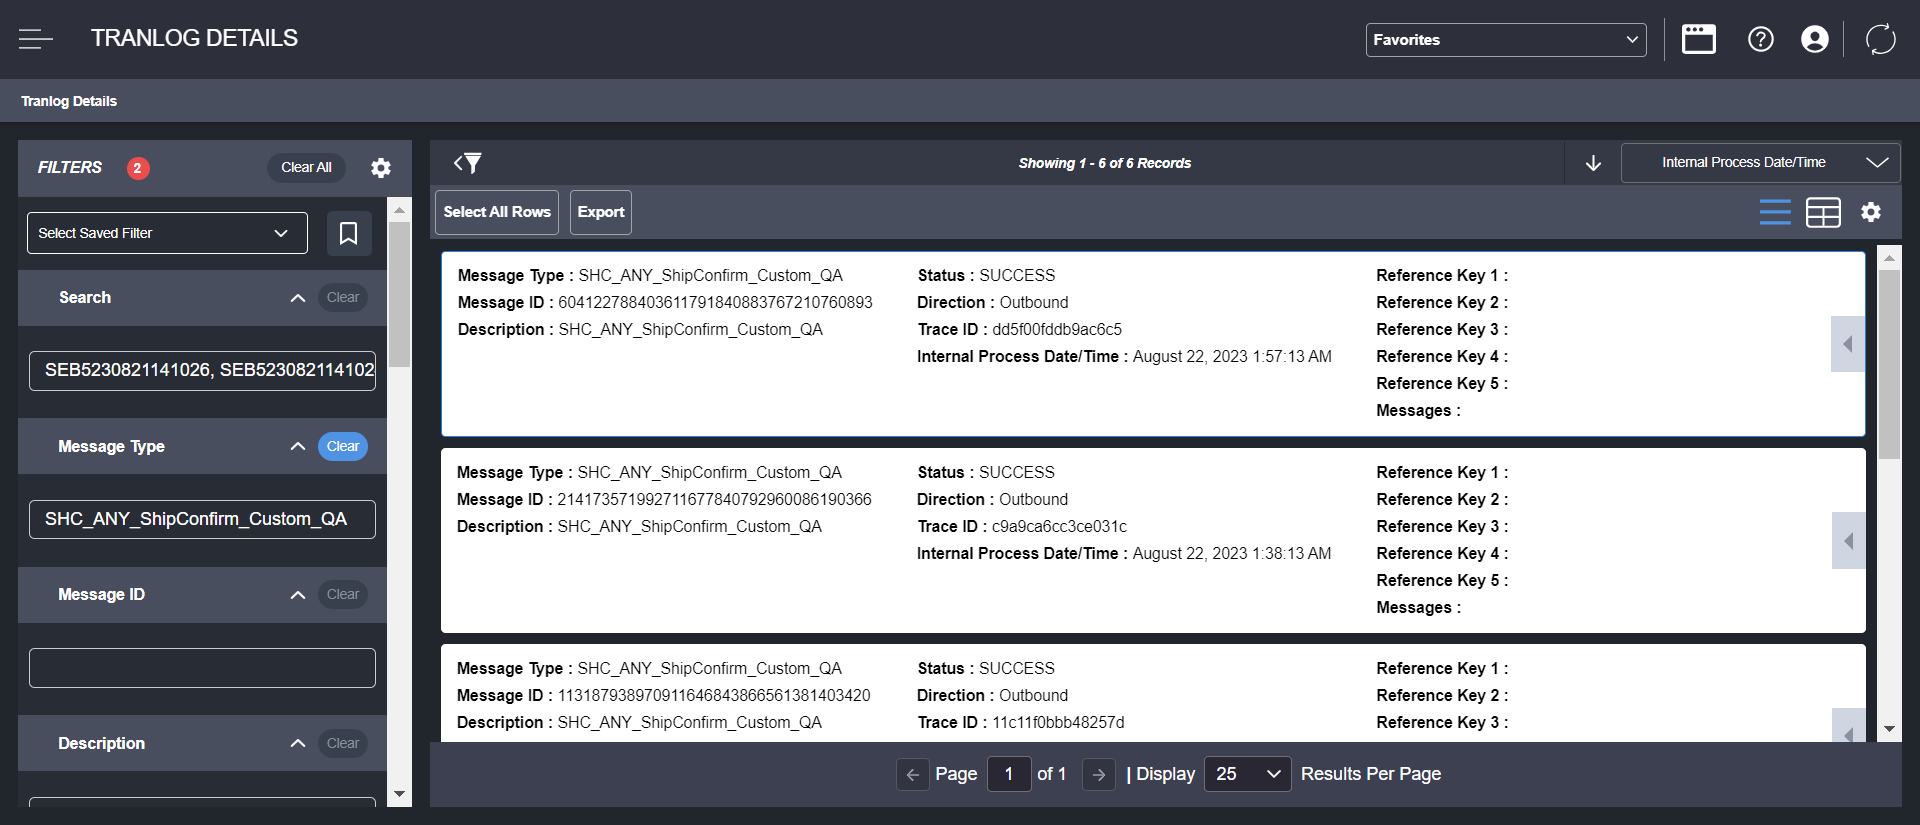 TRANLOG DETAILS
Favorites
Tranlog Details
FILTERS 2 Clear All
Select Saved Filter
Search Clear
SEB5230821141026, SEB523082114102
Message Type Clear
SHC_ANY_ShipConfirm_Custom_QA
Message ID Clear
Description Clear
Showing 1 - 6 of 6 Records
Internal Process Date/Time
Select All Rows Export
Message Type : SHC_ANY_ShipConfirm_Custom_QA
Message ID : 60412278840361179184088376721076089​3
Description : SHC_ANY_ShipConfirm_Custom_QA
Status : SUCCESS
Direction : Outbound
Trace ID : dd5f00fddb9ac6c5
Internal Process Date/Time : August 22, 2023 1:57:13 AM
Reference Key 1 :
Reference Key 2 :
Reference Key 3 :
Reference Key 4 :
Reference Key 5 :
Messages :
Message Type : SHC_ANY_ShipConfirm_Custom_QA
Message ID : 21417357199271167784079296008619036​6
Description : SHC_ANY_ShipConfirm_Custom_QA
Status : SUCCESS
Direction : Outbound
Trace ID : c9a9ca6cc3ce031c
Internal Process Date/Time : August 22, 2023 1:38:13 AM
Reference Key 1 :
Reference Key 2 :
Reference Key 3 :
Reference Key 4 :
Reference Key 5 :
Messages :
Message Type : SHC_ANY_ShipConfirm_Custom_QA
Message ID : 11318793897091164684386656138140342​0
Description : SHC_ANY_ShipConfirm_Custom_QA
Status : SUCCESS
Direction : Outbound
Trace ID : 11c11f0bbb48257d
Reference Key 1 :
Reference Key 2 :
Reference Key 3 :
Page 1 of 1 | Display 25 Results Per Page